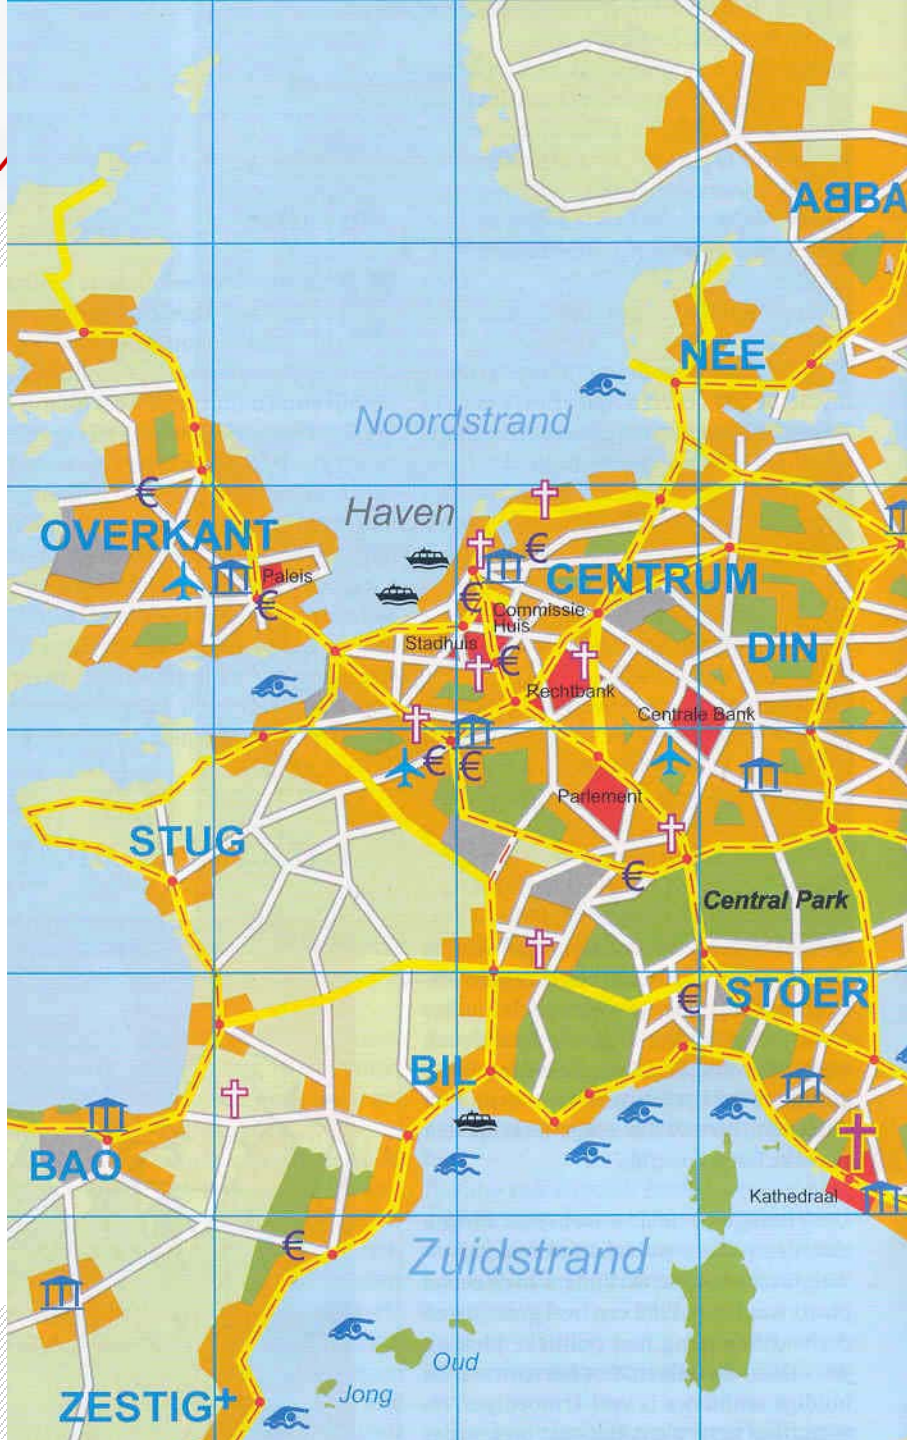 ABBA
NEE
Noordstrand
Haven
OVERKANT
Paleis
CENTRUM
Commissie
Huis
Stadhuis
DIN
Rechtbank
Centrale Bank
Parlement
STUG
Central Park
STOER
BIL
BAO
Kathedraal
Zuidstrand
Oud
Jong
ZESTIG+